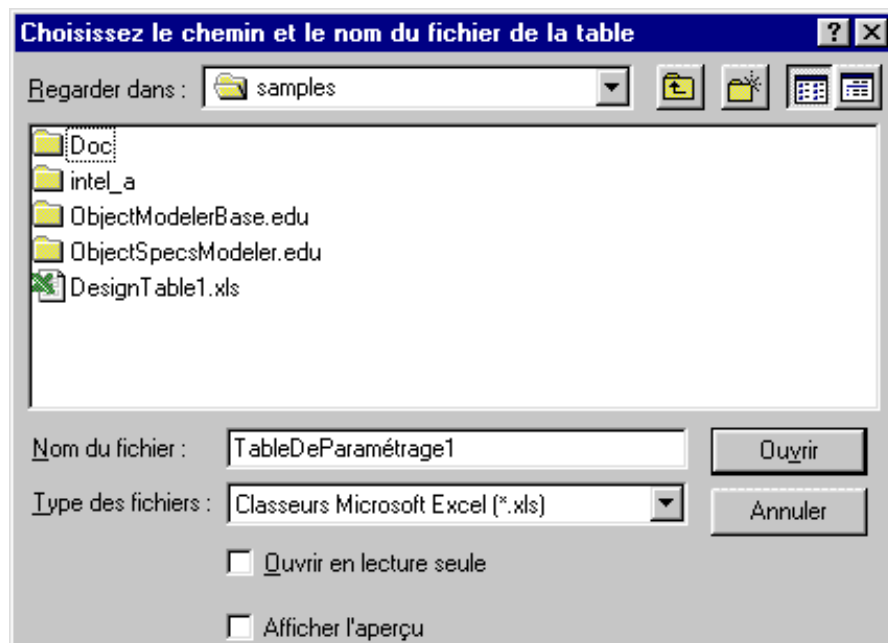 Choisissez le chemin et le nom du fichier de la table
Regarder dans : samples
Doc
intel_a
ObjectModelerBase.edu
ObjectSpecsModeler.edu
DesignTable1.xls
Nom du fichier : TableDeParamétrage1 Ouvrir
Type des fichiers : Classeurs Microsoft Excel (*.xls) Annuler
Ouvrir en lecture seule
Afficher l'aperçu